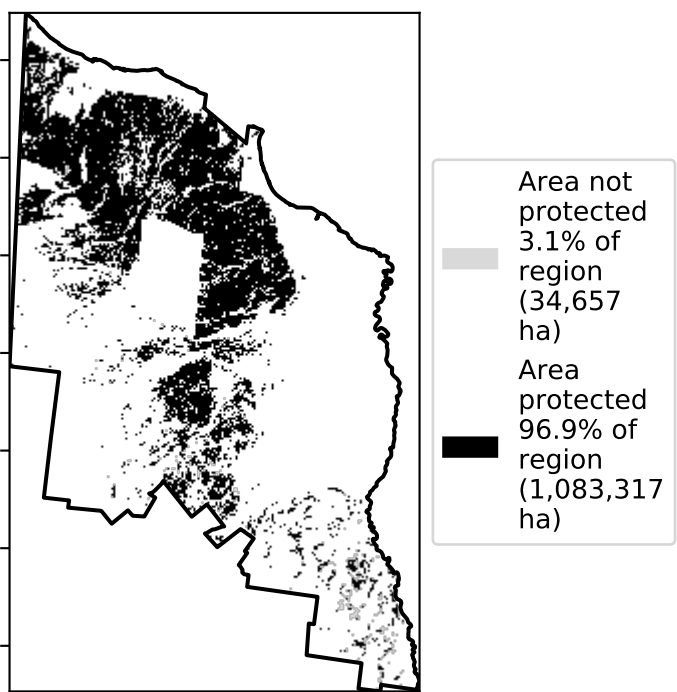 Area not
protected
3.1% of
region
(34,657
ha)
Area
protected
96.9% of
region
(1,083,317
ha)